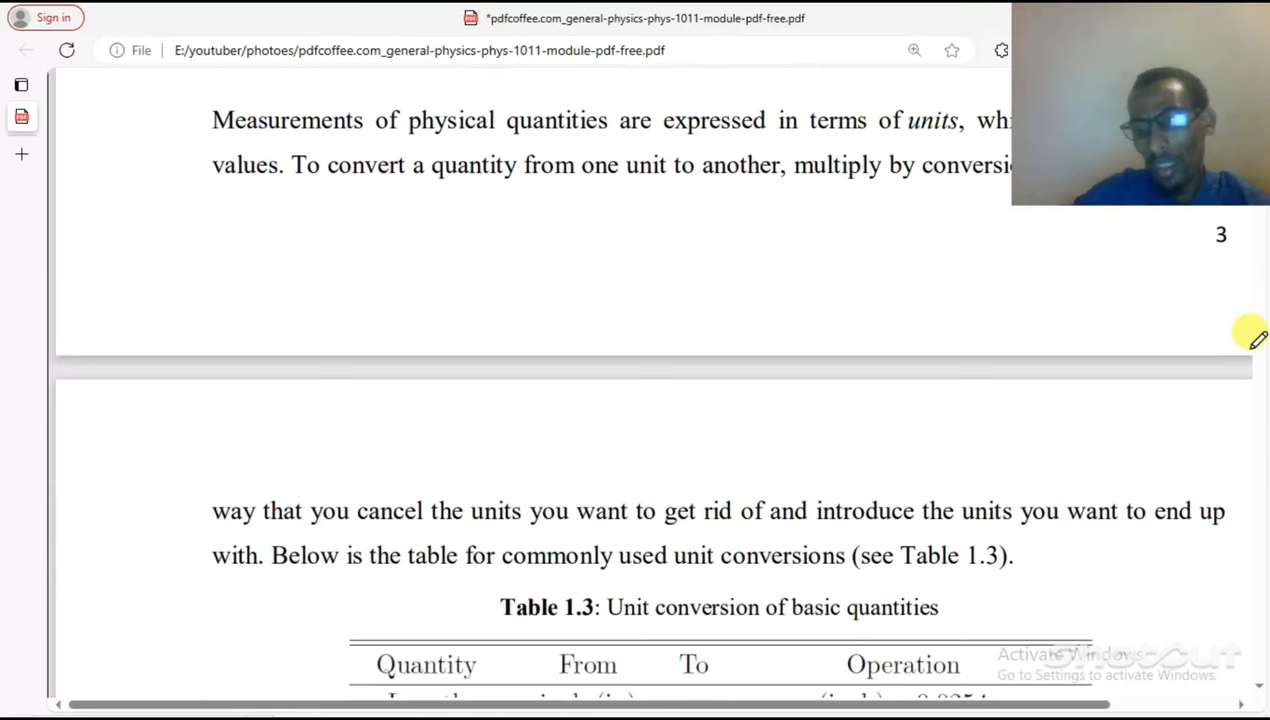 Sign in
*pdfcoffee.com_general-physics-phys-1011-module-pdf-free.pdf
File
E:/youtuber/photoes/pdfcoffee.com_general-physics-phys-1011-module-pdf-free.pdf
Measurements of physical quantities are expressed in terms of units,
values. To convert a quantity from one unit to another, multiply by
3
way that you cancel the units you want to get rid of and introduce the units you want to end up
with. Below is the table for commonly used unit conversions (see Table 1.3).
Table 1.3: Unit conversion of basic quantities
Quantity From To Operation
Activate Windows
Go to Settings to activate Windows.